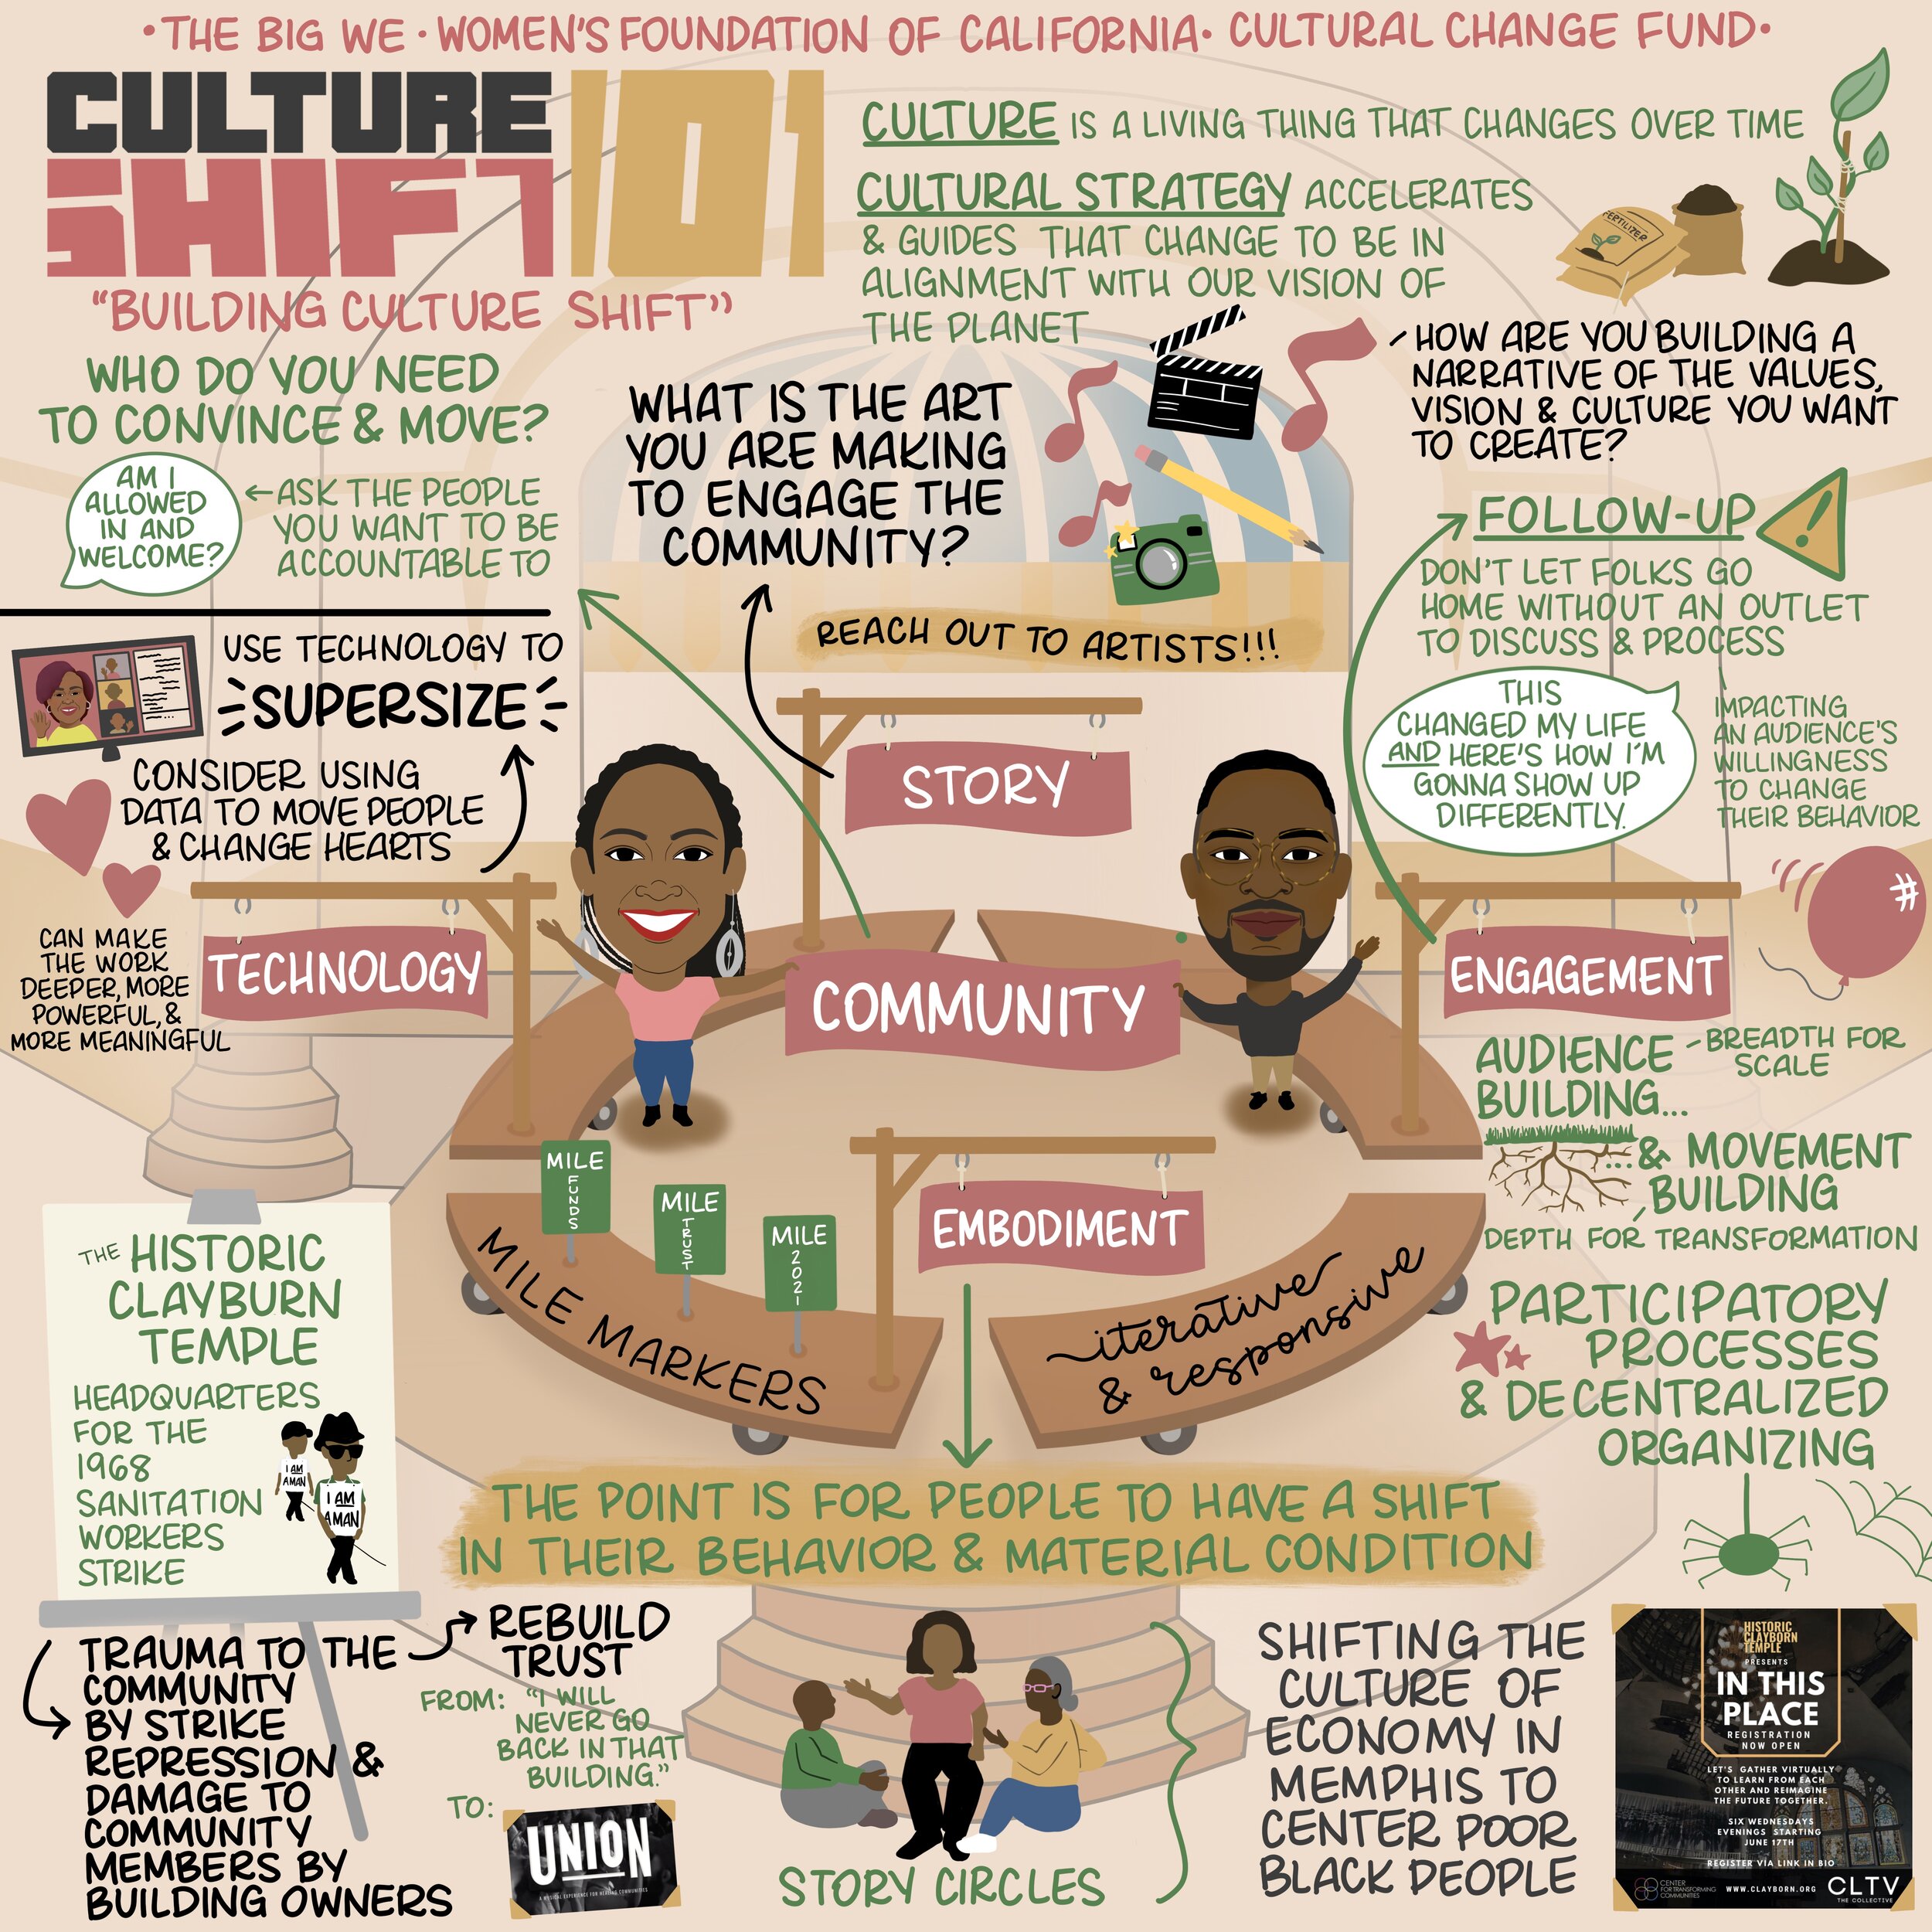 •THE BIG WE • WOMEN'S FOUNDATION OF CALIFORNIA• CULTURAL CHANGE FUND•
CULTURE
SHIFT
101
"BUILDING CULTURE SHIFT"
CULTURE IS A LIVING THING THAT CHANGES OVER TIME
CULTURAL STRATEGY ACCELERATES
& GUIDES THAT CHANGE TO BE IN
ALIGNMENT WITH OUR VISION OF
THE PLANET
FERTILIZER
HOW ARE YOU BUILDING A
NARRATIVE OF THE VALUES,
VISION & CULTURE YOU WANT
TO CREATE?
WHO DO YOU NEED
TO CONVINCE & MOVE?
AM I
ALLOWED
IN AND
WELCOME?
ASK THE PEOPLE
YOU WANT TO BE
ACCOUNTABLE TO
WHAT IS THE ART
YOU ARE MAKING
TO ENGAGE THE
COMMUNITY?
REACH OUT TO ARTISTS!!!
FOLLOW-UP
!
DON'T LET FOLKS GO
HOME WITHOUT AN OUTLET
TO DISCUSS & PROCESS
THIS
CHANGED MY LIFE
AND HERE'S HOW I'M
GONNA SHOW UP
DIFFERENTLY.
IMPACTING
AN AUDIENCE'S
WILLINGNESS
TO CHANGE
THEIR BEHAVIOR
USE TECHNOLOGY TO
SUPERSIZE
CONSIDER USING
DATA TO MOVE PEOPLE
& CHANGE HEARTS
CAN MAKE
THE WORK
DEEPER, MORE
POWERFUL, &
MORE MEANINGFUL
TECHNOLOGY
STORY
COMMUNITY
ENGAGEMENT
#
AUDIENCE
BUILDING...
-BREADTH FOR
SCALE
...& MOVEMENT
BUILDING
DEPTH FOR TRANSFORMATION
MILE
FUNDS
MILE
TRUST
MILE
2021
EMBODIMENT
MILE MARKERS
iterative
& responsive
PARTICIPATORY
PROCESSES
& DECENTRALIZED
ORGANIZING
THE HISTORIC
CLAYBURN
TEMPLE
HEADQUARTERS
FOR THE
1968
SANITATION
WORKERS
STRIKE
I AM
A MAN
I AM
A MAN
THE POINT IS FOR PEOPLE TO HAVE A SHIFT
IN THEIR BEHAVIOR & MATERIAL CONDITION
TRAUMA TO THE
COMMUNITY
BY STRIKE
REPRESSION &
DAMAGE TO
COMMUNITY
MEMBERS BY
BUILDING OWNERS
REBUILD
TRUST
FROM: "I WILL
NEVER GO
BACK IN THAT
BUILDING."
TO:
UNION
A MUSICAL EXPERIENCE FOR HEALING COMMUNITIES
STORY CIRCLES
SHIFTING THE
CULTURE OF
ECONOMY IN
MEMPHIS TO
CENTER POOR
BLACK PEOPLE
HISTORIC
CLAYBORN
TEMPLE
PRESENTS
IN THIS
PLACE
REGISTRATION
NOW OPEN
LET'S GATHER VIRTUALLY
TO LEARN FROM EACH
OTHER AND REIMAGINE
THE FUTURE TOGETHER.
SIX WEDNESDAYS
EVENINGS STARTING
JUNE 17TH
REGISTER VIA LINK IN BIO
CENTER
FOR TRANSFORMING
COMMUNITIES
WWW.CLAYBORN.ORG
CLTV
THE COLLECTIVE